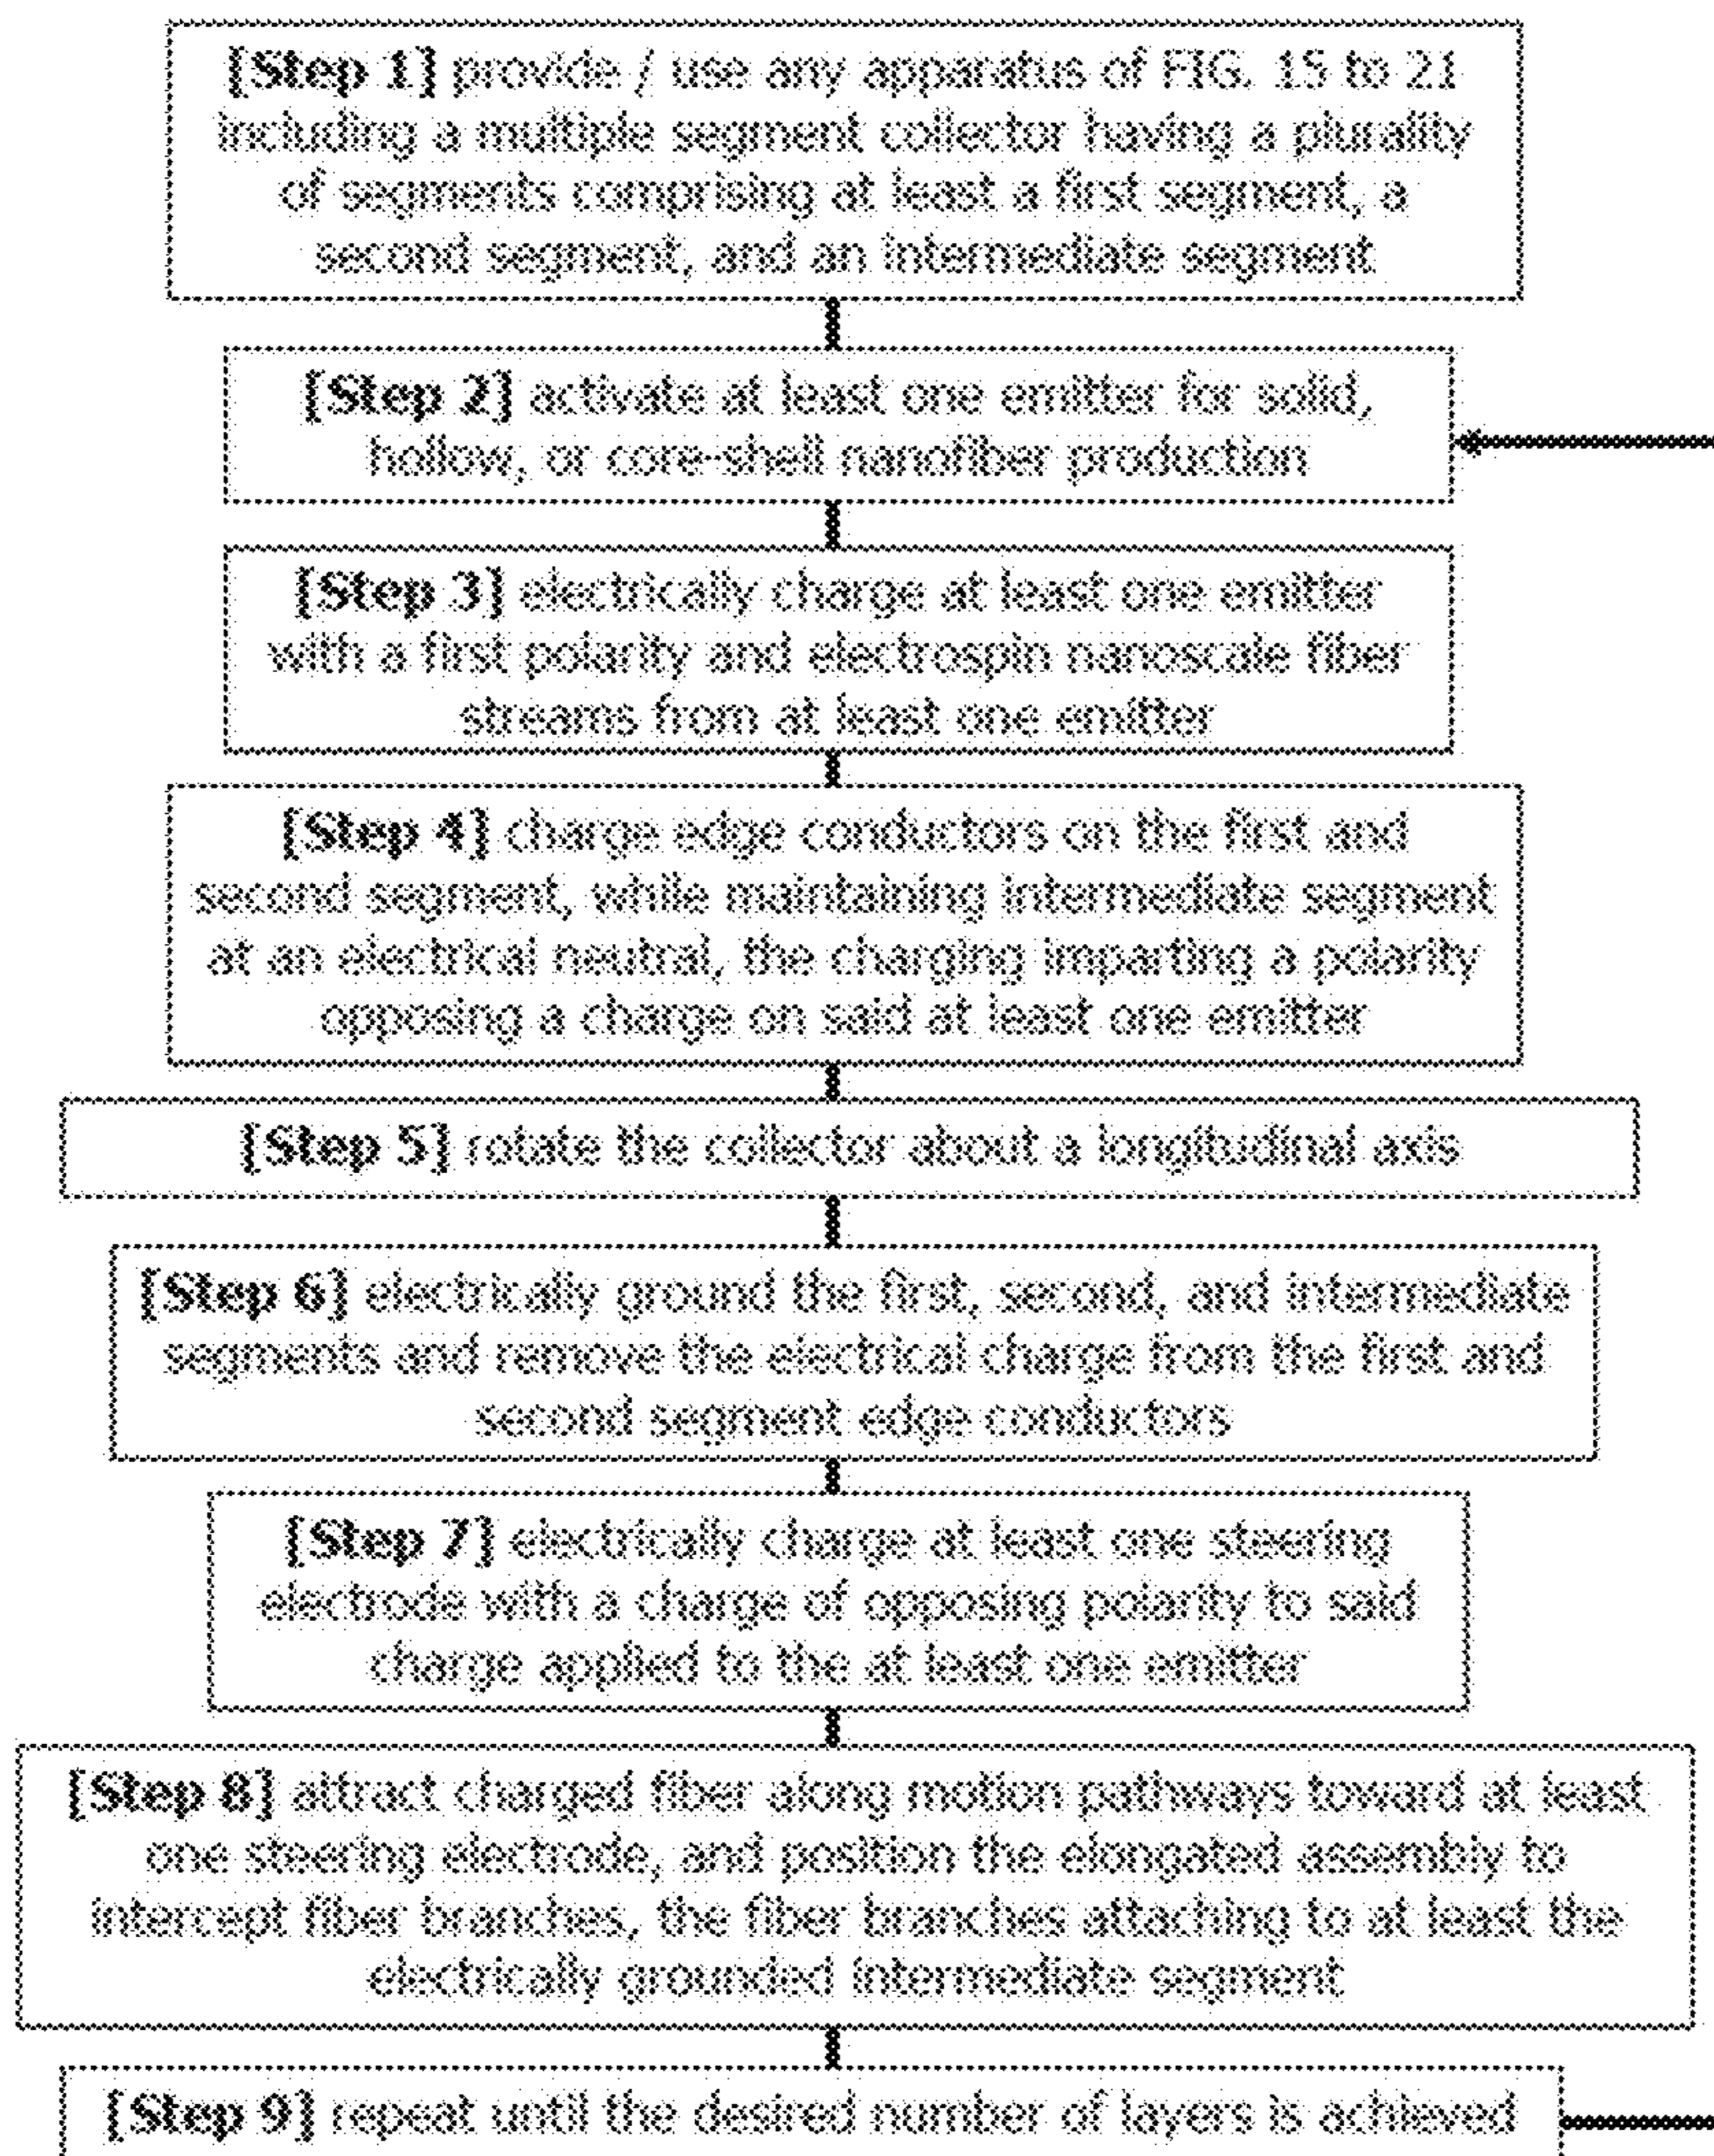 [Step 1] provide / use any apparatus of FIG. 15 to 21
including a multiple segment collector having a plurality
of segments comprising at least a first segment, a
second segment, and an intermediate segment
[Step 2] activate at least one emitter for solid,
hollow, or core-shell nanofiber production
[Step 3] electrically charge at least one emitter
with a first polarity and electrospin nanoscale fiber
streams from at least one emitter
[Step 4] charge edge conductors on the first and
second segment, while maintaining intermediate segment
at an electrical neutral, the charging imparting a polarity
opposing a charge on said at least one emitter
[Step 5] rotate the collector about a longitudinal axis
[Step 6] electrically ground the first, second, and intermediate
segments and remove the electrical charge from the first and
second segment edge conductors
[Step 7] electrically charge at least one steering
electrode with a charge of opposing polarity to said
charge applied to the at least one emitter
[Step 8] attract charged fiber along motion pathways toward at least
one steering electrode, and position the elongated assembly to
intercept fiber branches, the fiber branches attaching to at least the
electrically grounded intermediate segment
[Step 9] repeat until the desired number of layers is achieved